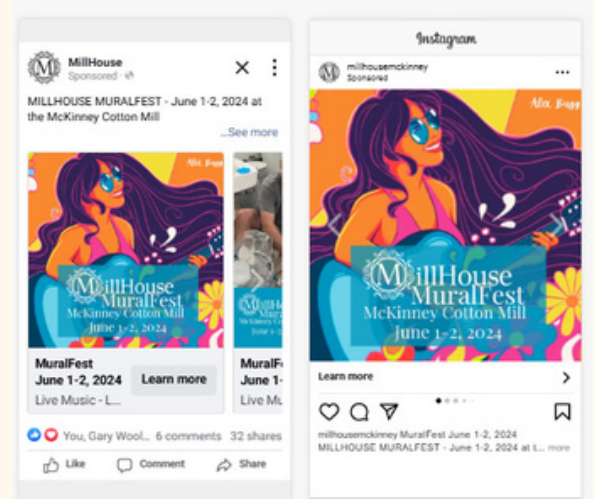 MillHouse
Sponsored
MILLHOUSE MURALFEST - June 1-2, 2024 at
the McKinney Cotton Mill
...See more
MillHouse
MuralFest
McKinney Cotton Mill
June 1-2, 2024
MuralFest
June 1-2, 2024
Live Music - L...
Learn more
MuralF
June 1-
Live Mu
You, Gary Wool... 6 comments 32 shares
Like
Comment
Share
Instagram
millhousemckinney
Sponsored
Alex
MillHouse
MuralFest
McKinney Cotton Mill
June 1-2, 2024
Learn more
millhousemckinney MuralFest June 1-2, 2024
MILLHOUSE MURALFEST - June 1-2, 2024 at t... more